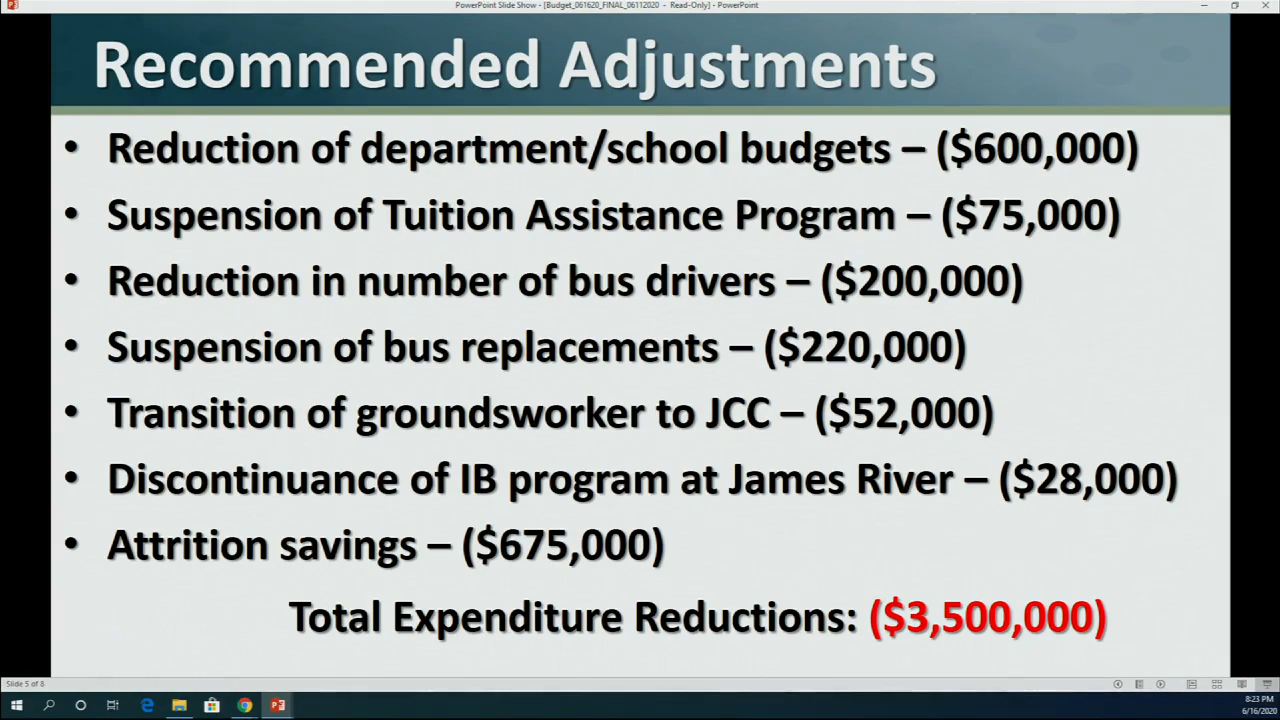 PowerPoint Slide Show - [Budget_061620_FINAL_06112020 - Read-Only] - PowerPoint
Recommended Adjustments
• Reduction of department/school budgets – ($600,000)
• Suspension of Tuition Assistance Program – ($75,000)
• Reduction in number of bus drivers – ($200,000)
• Suspension of bus replacements – ($220,000)
• Transition of groundsworker to JCC – ($52,000)
• Discontinuance of IB program at James River – ($28,000)
• Attrition savings – ($675,000)
Total Expenditure Reductions: ($3,500,000)
Slide 5 of 8
8:23 PM
6/16/2020